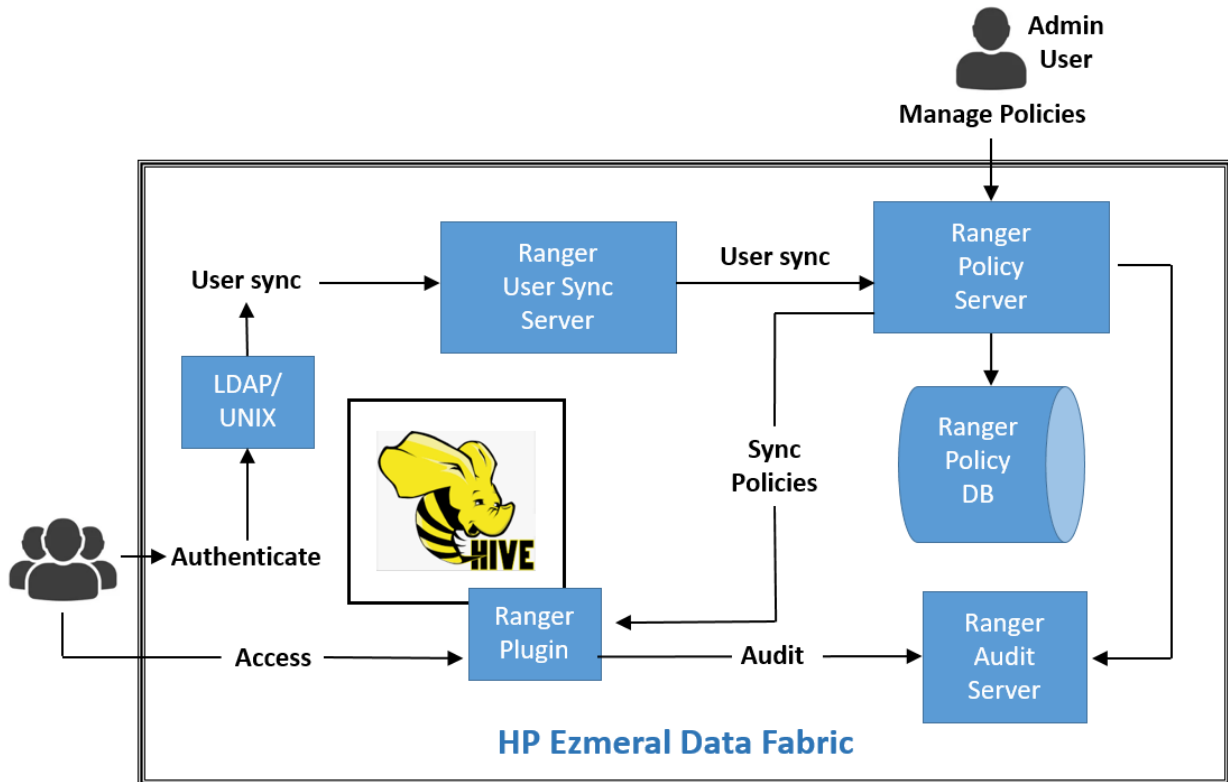 Admin
User
Manage Policies
Ranger
Policy
Server
Ranger
User Sync
Server
User sync
User sync
LDAP/
UNIX
Ranger
Policy
DB
Sync
Policies
HIVE
Authenticate
Ranger
Plugin
Ranger
Audit
Server
Access
Audit
HP Ezmeral Data Fabric